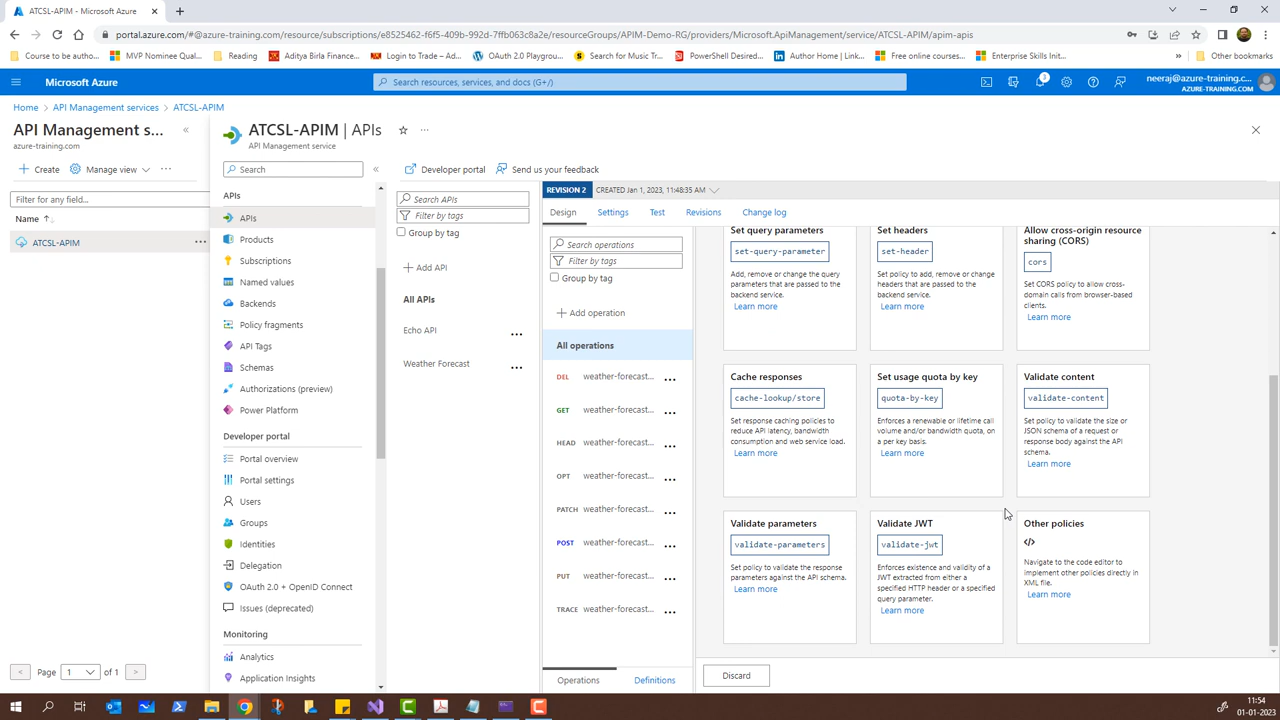 ATCSL-APIM - Microsoft Azure
portal.azure.com/#@azure-training.com/resource/subscriptions/e8525462-f6f5-409b-992d-7ffb063c8a2e/resourceGroups/APIM-Demo-RG/providers/Microsoft.ApiManagement/service/ATCSL-APIM/apim-apis
Course to be autho...
MVP Nominee Qual...
Reading
Aditya Birla Financ...
Login to Trade – Ad...
OAuth 2.0 Playgrou...
Search for Music Tr...
PowerShell Desired...
Author Home | Link...
Free online courses...
Enterprise Skills Init...
»
Other bookmarks
Microsoft Azure
Search resources, services, and docs (G+/)
1
neeraj@azure-training.c...
AZURE-TRAINING.COM
Home
API Management services
ATCSL-APIM
API Management s...
azure-training.com
«
+ Create
Manage view
...
Filter for any field...
Name ↑
ATCSL-APIM
...
< Page 1 of 1 >
ATCSL-APIM | APIs
...
API Management service
Search
«
APIs
APIs
Products
Subscriptions
Named values
Backends
Policy fragments
API Tags
Schemas
Authorizations (preview)
Power Platform
Developer portal
Portal overview
Portal settings
Users
Groups
Identities
Delegation
OAuth 2.0 + OpenID Connect
Issues (deprecated)
Monitoring
Analytics
Application Insights
Developer portal
Send us your feedback
Search APIs
Filter by tags
Group by tag
+ Add API
All APIs
Echo API
...
Weather Forecast
...
REVISION 2
CREATED Jan 1, 2023, 11:48:35 AM
Design
Settings
Test
Revisions
Change log
Search operations
Filter by tags
Group by tag
+ Add operation
All operations
DEL weather-forecast... ...
GET weather-forecast... ...
HEAD weather-forecast... ...
OPT weather-forecast... ...
PATCH weather-forecast... ...
POST weather-forecast... ...
PUT weather-forecast... ...
TRACE weather-forecast... ...
Operations
Definitions
Set query parameters
set-query-parameter
Add, remove or change the query
parameters that are passed to the
backend service.
Learn more
Set headers
set-header
Set policy to add, remove or change
headers that are passed to the
backend service.
Learn more
Allow cross-origin resource
sharing (CORS)
cors
Set CORS policy to allow cross-
domain calls from browser-based
clients.
Learn more
Cache responses
cache-lookup/store
Set response caching policies to
reduce API latency, bandwidth
consumption and web service load.
Learn more
Set usage quota by key
quota-by-key
Enforces a renewable or lifetime call
volume and/or bandwidth quota, on
a per key basis.
Learn more
Validate content
validate-content
Set policy to validate the size or
JSON schema of a request or
response body against the API
schema.
Learn more
Validate parameters
validate-parameters
Set policy to validate the response
parameters against the API schema.
Learn more
Validate JWT
validate-jwt
Enforces existence and validity of a
JWT extracted from either a
specified HTTP header or a specified
query parameter.
Learn more
Other policies
</>
Navigate to the code editor to
implement other policies directly in
XML file.
Learn more
Discard
11:54
01-01-2023